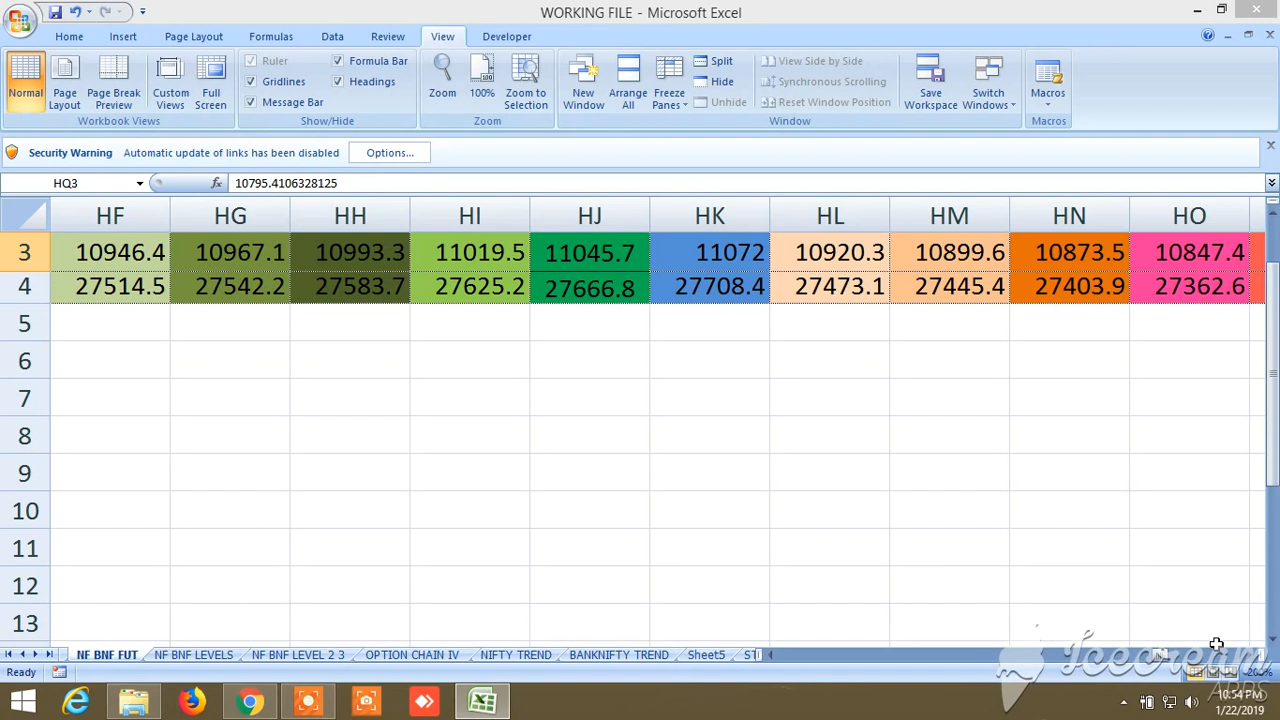 WORKING FILE - Microsoft Excel
Home Insert Page Layout Formulas Data Review View Developer
Normal Page Layout Page Break Preview Custom Views Full Screen
Workbook Views
Ruler Formula Bar
Gridlines Headings
Message Bar
Show/Hide
Zoom 100% Zoom to Selection
Zoom
New Window Arrange All Freeze Panes
Split
Hide
Unhide
View Side by Side
Synchronous Scrolling
Reset Window Position
Window
Save Workspace Switch Windows
Macros
Macros
Security Warning Automatic update of links has been disabled Options...
HQ3 fx 10795.4106328125
HF HG HH HI HJ HK HL HM HN HO
3 10946.4 10967.1 10993.3 11019.5 11045.7 11072 10920.3 10899.6 10873.5 10847.4
4 27514.5 27542.2 27583.7 27625.2 27666.8 27708.4 27473.1 27445.4 27403.9 27362.6
5
6
7
8
9
10
11
12
13
NF BNF FUT NF BNF LEVELS NF BNF LEVEL 2 3 OPTION CHAIN IV NIFTY TREND BANKNIFTY TREND Sheet5 ST
Ready 200%
Icecream
APPS
10:54 PM
1/22/2019